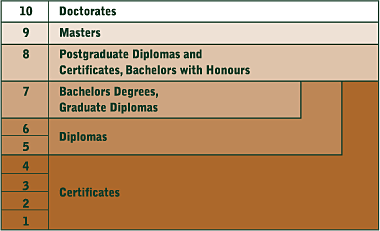 10 Doctorates
9 Masters
8 Postgraduate Diplomas and
Certificates, Bachelors with Honours
7 Bachelors Degrees,
Graduate Diplomas
6
Diplomas
5
4
3
Certificates
2
1